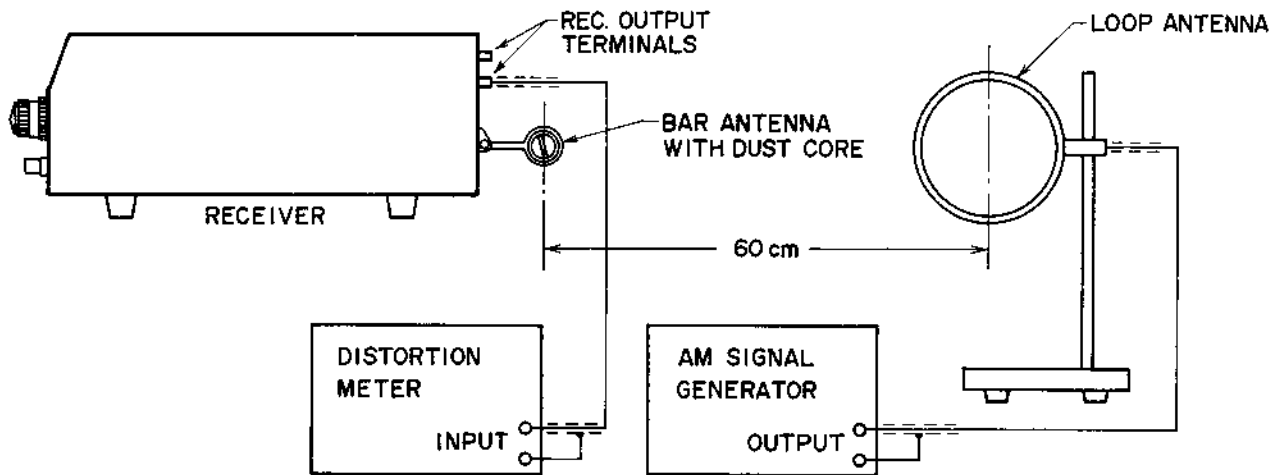 REC. OUTPUT
TERMINALS
LOOP ANTENNA
BAR ANTENNA
WITH DUST CORE
RECEIVER
60 cm
DISTORTION
METER
INPUT
AM SIGNAL
GENERATOR
OUTPUT